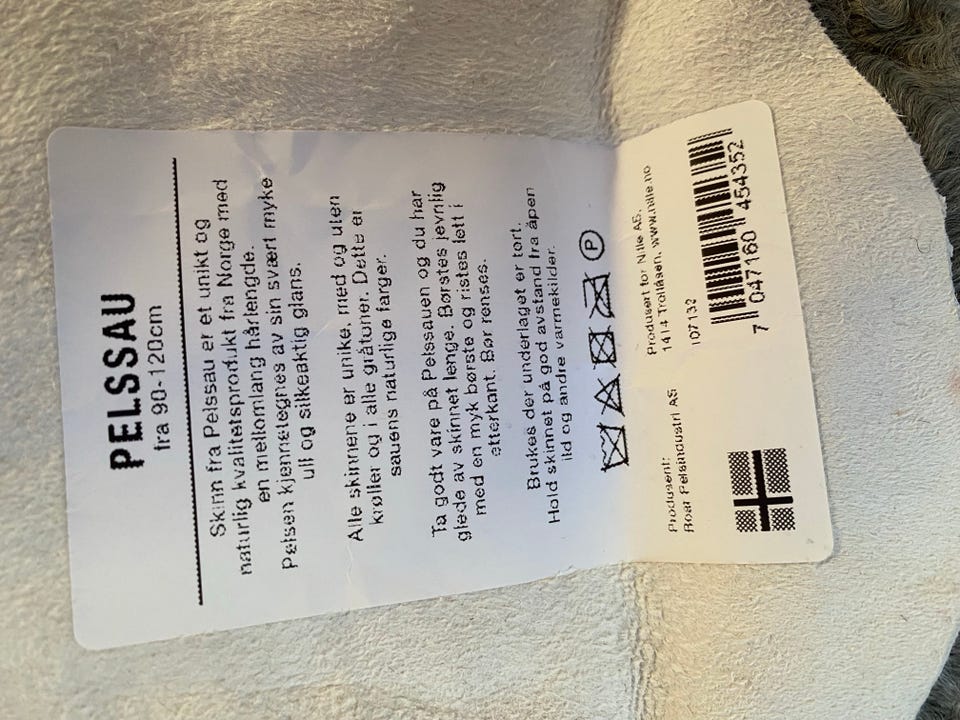 PELSSAU
fra 90-120cm
Skinn fra Pelssau er et unikt og
naturlig kvalitetsprodukt fra Norge med
en mellomlang hårlengde.
Pelsen kjennetegnes av sin svært myke
ull og silkeaktig glans.
Alle skinnene er unike, med og uten
krøller og i alle gråtoner. Dette er
sauens naturlige farger.
Ta godt vare på Pelssauen og du har
glede av skinnet lenge. Børstes jevnlig
med en myk børste og ristes lett i
etterkant. Bør renses.
Brukes der underlaget er tørt.
Hold skinnet på god avstand fra åpen
ild og andre varmekilder.
P
Produsent:
Boer Pelsindustri AS
Produsert for Nille AS,
1414 Trollåsen, www.nille.no
107132
7 047160 454352